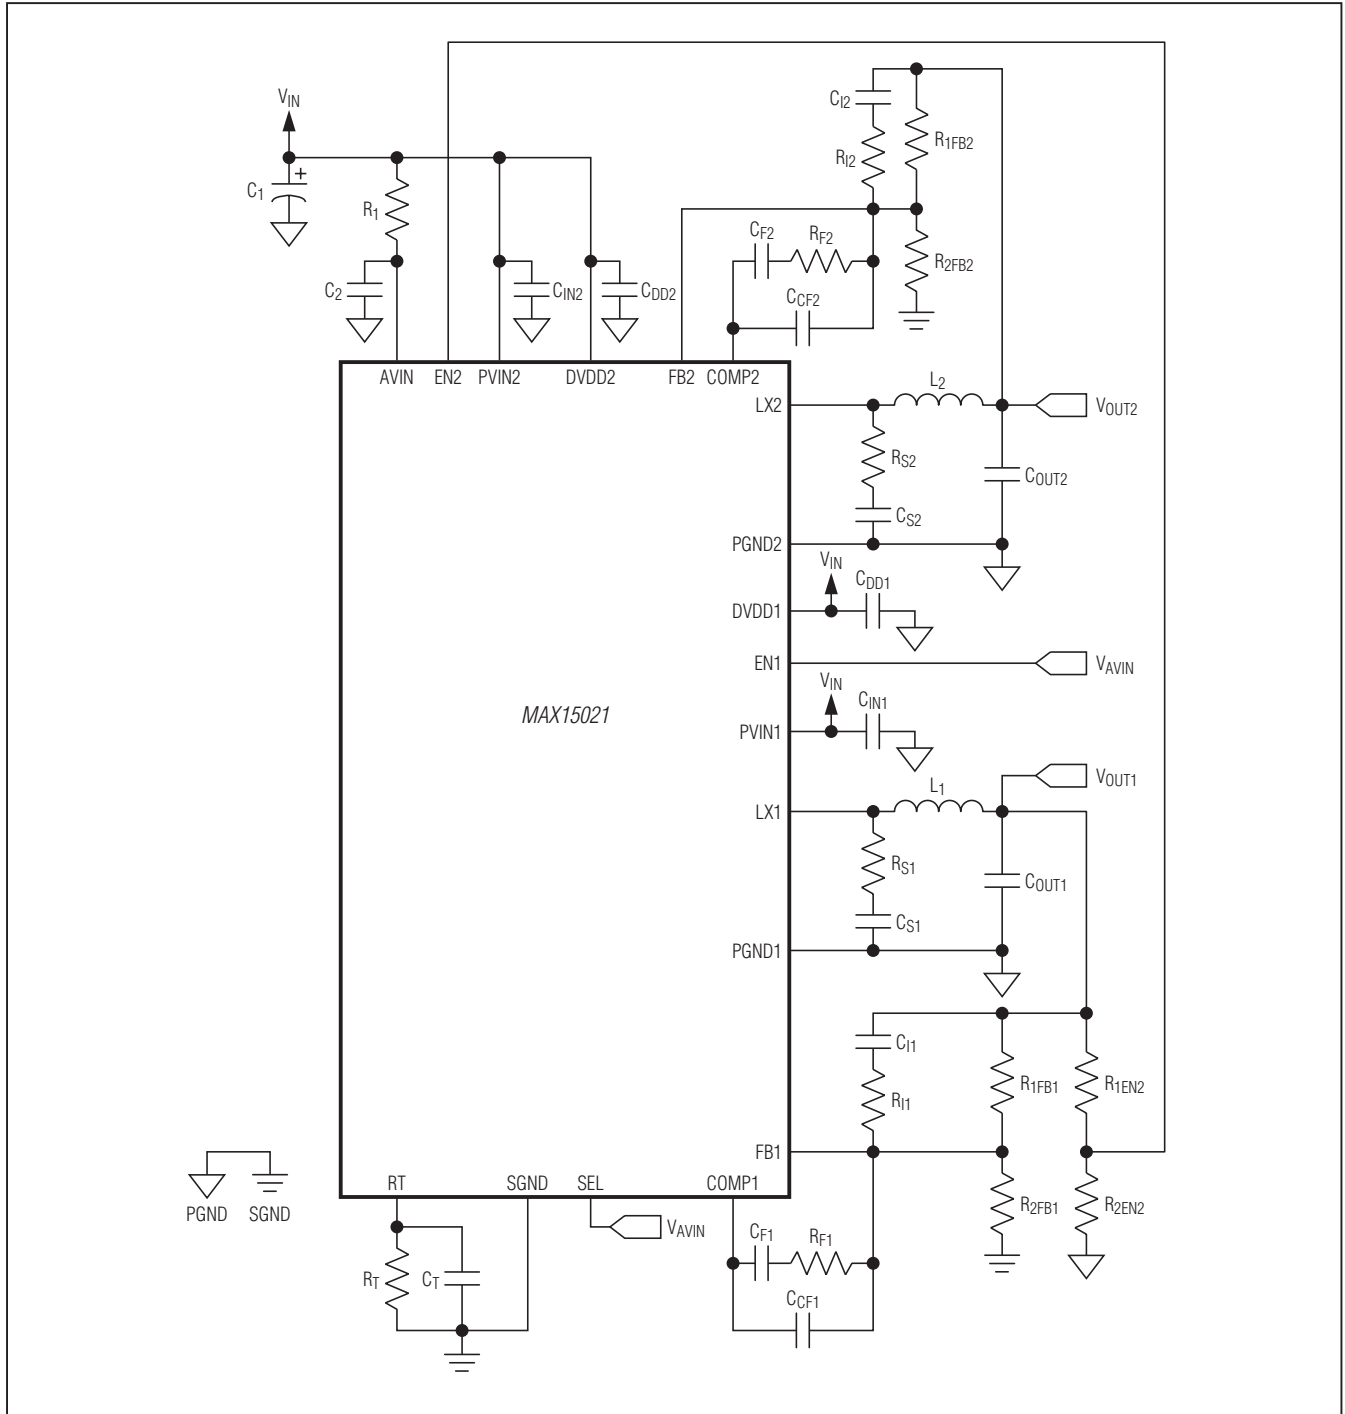 VIN
C1
R1
C2
CIN2
CDD2
CI2
RI2
R1FB2
CF2
RF2
R2FB2
CCF2
AVIN EN2 PVIN2 DVDD2 FB2 COMP2
LX2
L2
VOUT2
RS2
COUT2
CS2
PGND2
VIN
CDD1
DVDD1
EN1
VAVIN
VIN
CIN1
MAX15021
PVIN1
VOUT1
L1
LX1
RS1
COUT1
CS1
PGND1
CI1
R1FB1
R1EN2
RI1
FB1
RT SGND SEL COMP1
PGND SGND
R2FB1
R2EN2
VAVIN
CF1
RF1
RT
CT
CCF1